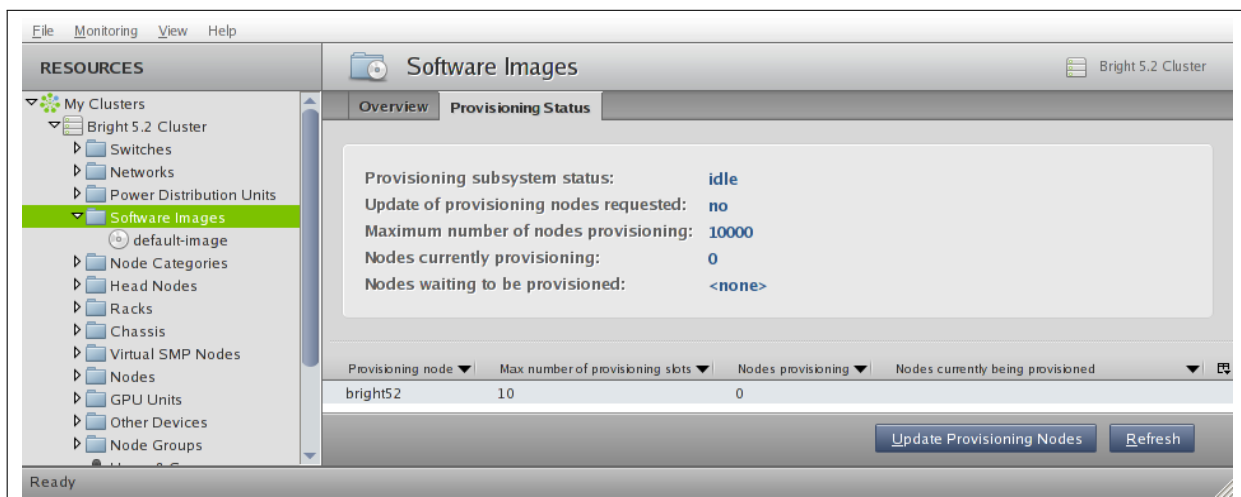 File Monitoring View Help
RESOURCES
My Clusters
Bright 5.2 Cluster
Switches
Networks
Power Distribution Units
Software Images
default-image
Node Categories
Head Nodes
Racks
Chassis
Virtual SMP Nodes
Nodes
GPU Units
Other Devices
Node Groups
Software Images
Bright 5.2 Cluster
Overview Provisioning Status
Provisioning subsystem status: idle
Update of provisioning nodes requested: no
Maximum number of nodes provisioning: 10000
Nodes currently provisioning: 0
Nodes waiting to be provisioned: <none>
Provisioning node Max number of provisioning slots Nodes provisioning Nodes currently being provisioned
bright52 10 0
Update Provisioning Nodes Refresh
Ready